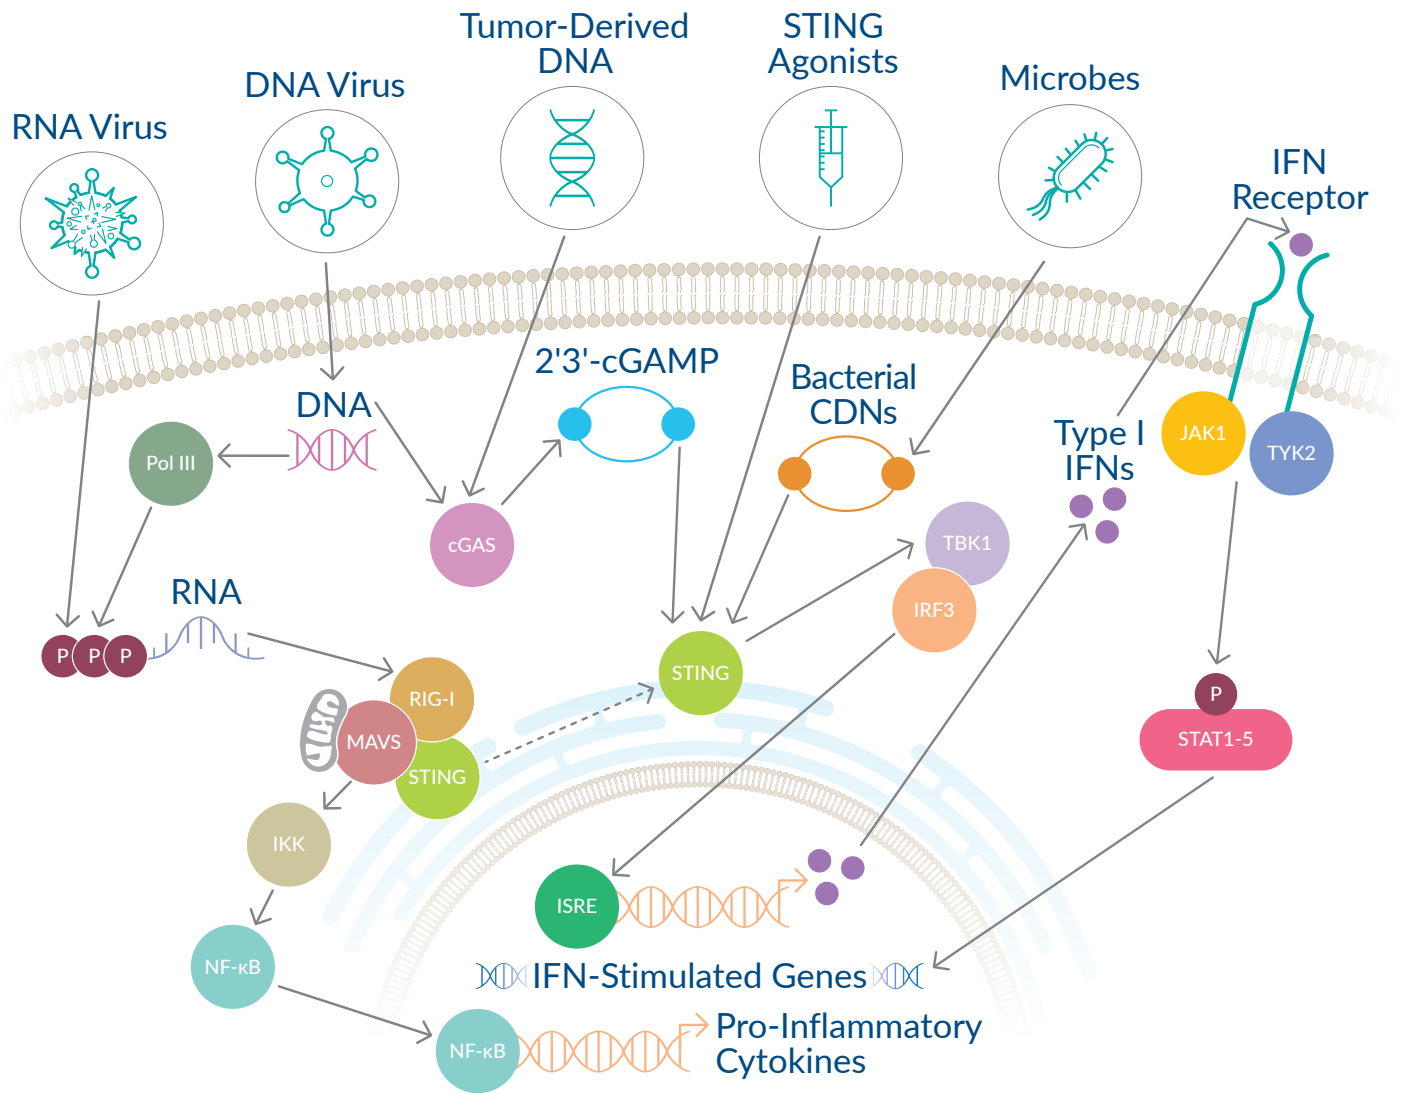 Tumor-Derived
DNA
STING
Agonists
DNA Virus
Microbes
RNA Virus
IFN
Receptor
2'3'-cGAMP
Bacterial
CDNs
DNA
Type I
IFNs
JAK1
TYK2
Pol III
cGAS
TBK1
IRF3
RNA
P P P
STING
RIG-I
MAVS
STING
P
STAT1-5
IKK
ISRE
NF-κB
IFN-Stimulated Genes
NF-κB
Pro-Inflammatory
Cytokines